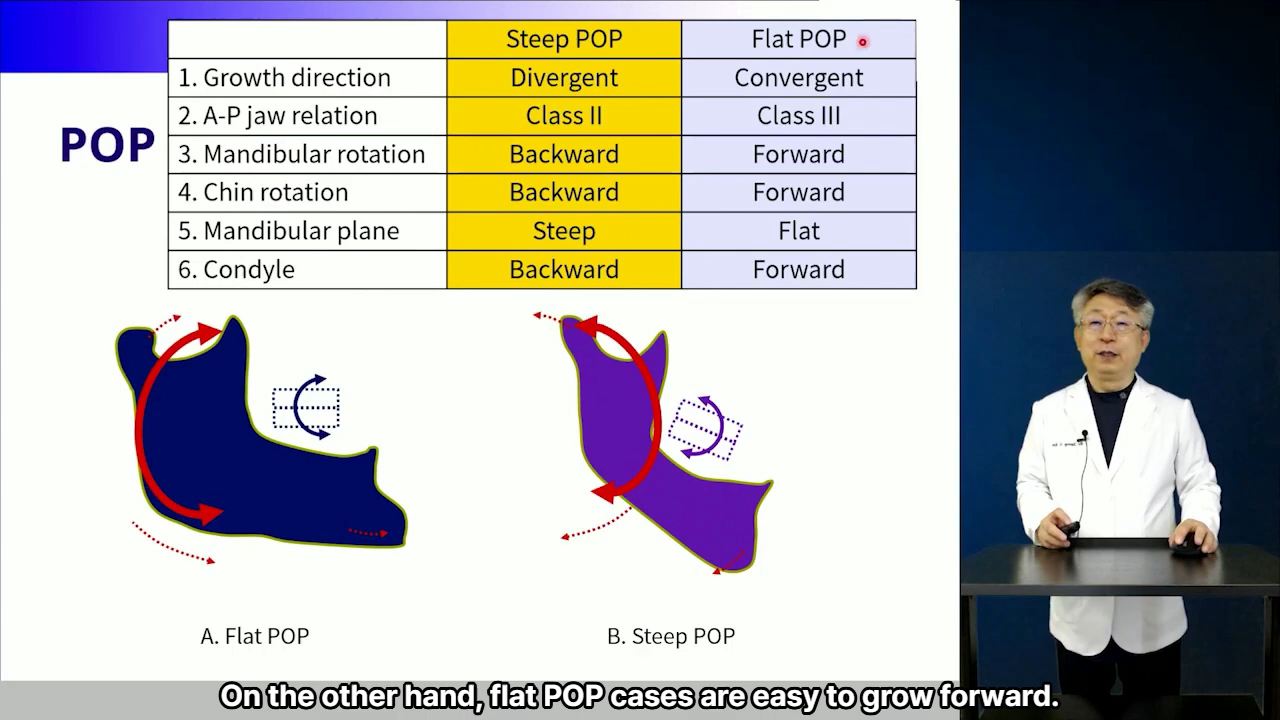 POP
Steep POP Flat POP
1. Growth direction Divergent Convergent
2. A-P jaw relation Class II Class III
3. Mandibular rotation Backward Forward
4. Chin rotation Backward Forward
5. Mandibular plane Steep Flat
6. Condyle Backward Forward
A. Flat POP
B. Steep POP
On the other hand, flat POP cases are easy to grow forward.